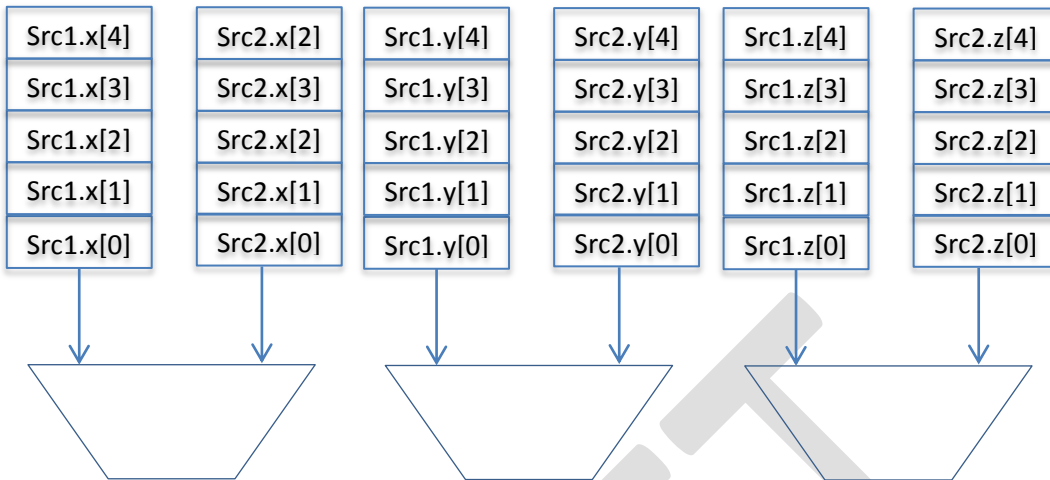 Src1.x[4] Src2.x[2] Src1.y[4] Src2.y[4] Src1.z[4] Src2.z[4]
Src1.x[3] Src2.x[3] Src1.y[3] Src2.y[3] Src1.z[3] Src2.z[3]
Src1.x[2] Src2.x[2] Src1.y[2] Src2.y[2] Src1.z[2] Src2.z[2]
Src1.x[1] Src2.x[1] Src1.y[1] Src2.y[1] Src1.z[1] Src2.z[1]
Src1.x[0] Src2.x[0] Src1.y[0] Src2.y[0] Src1.z[0] Src2.z[0]